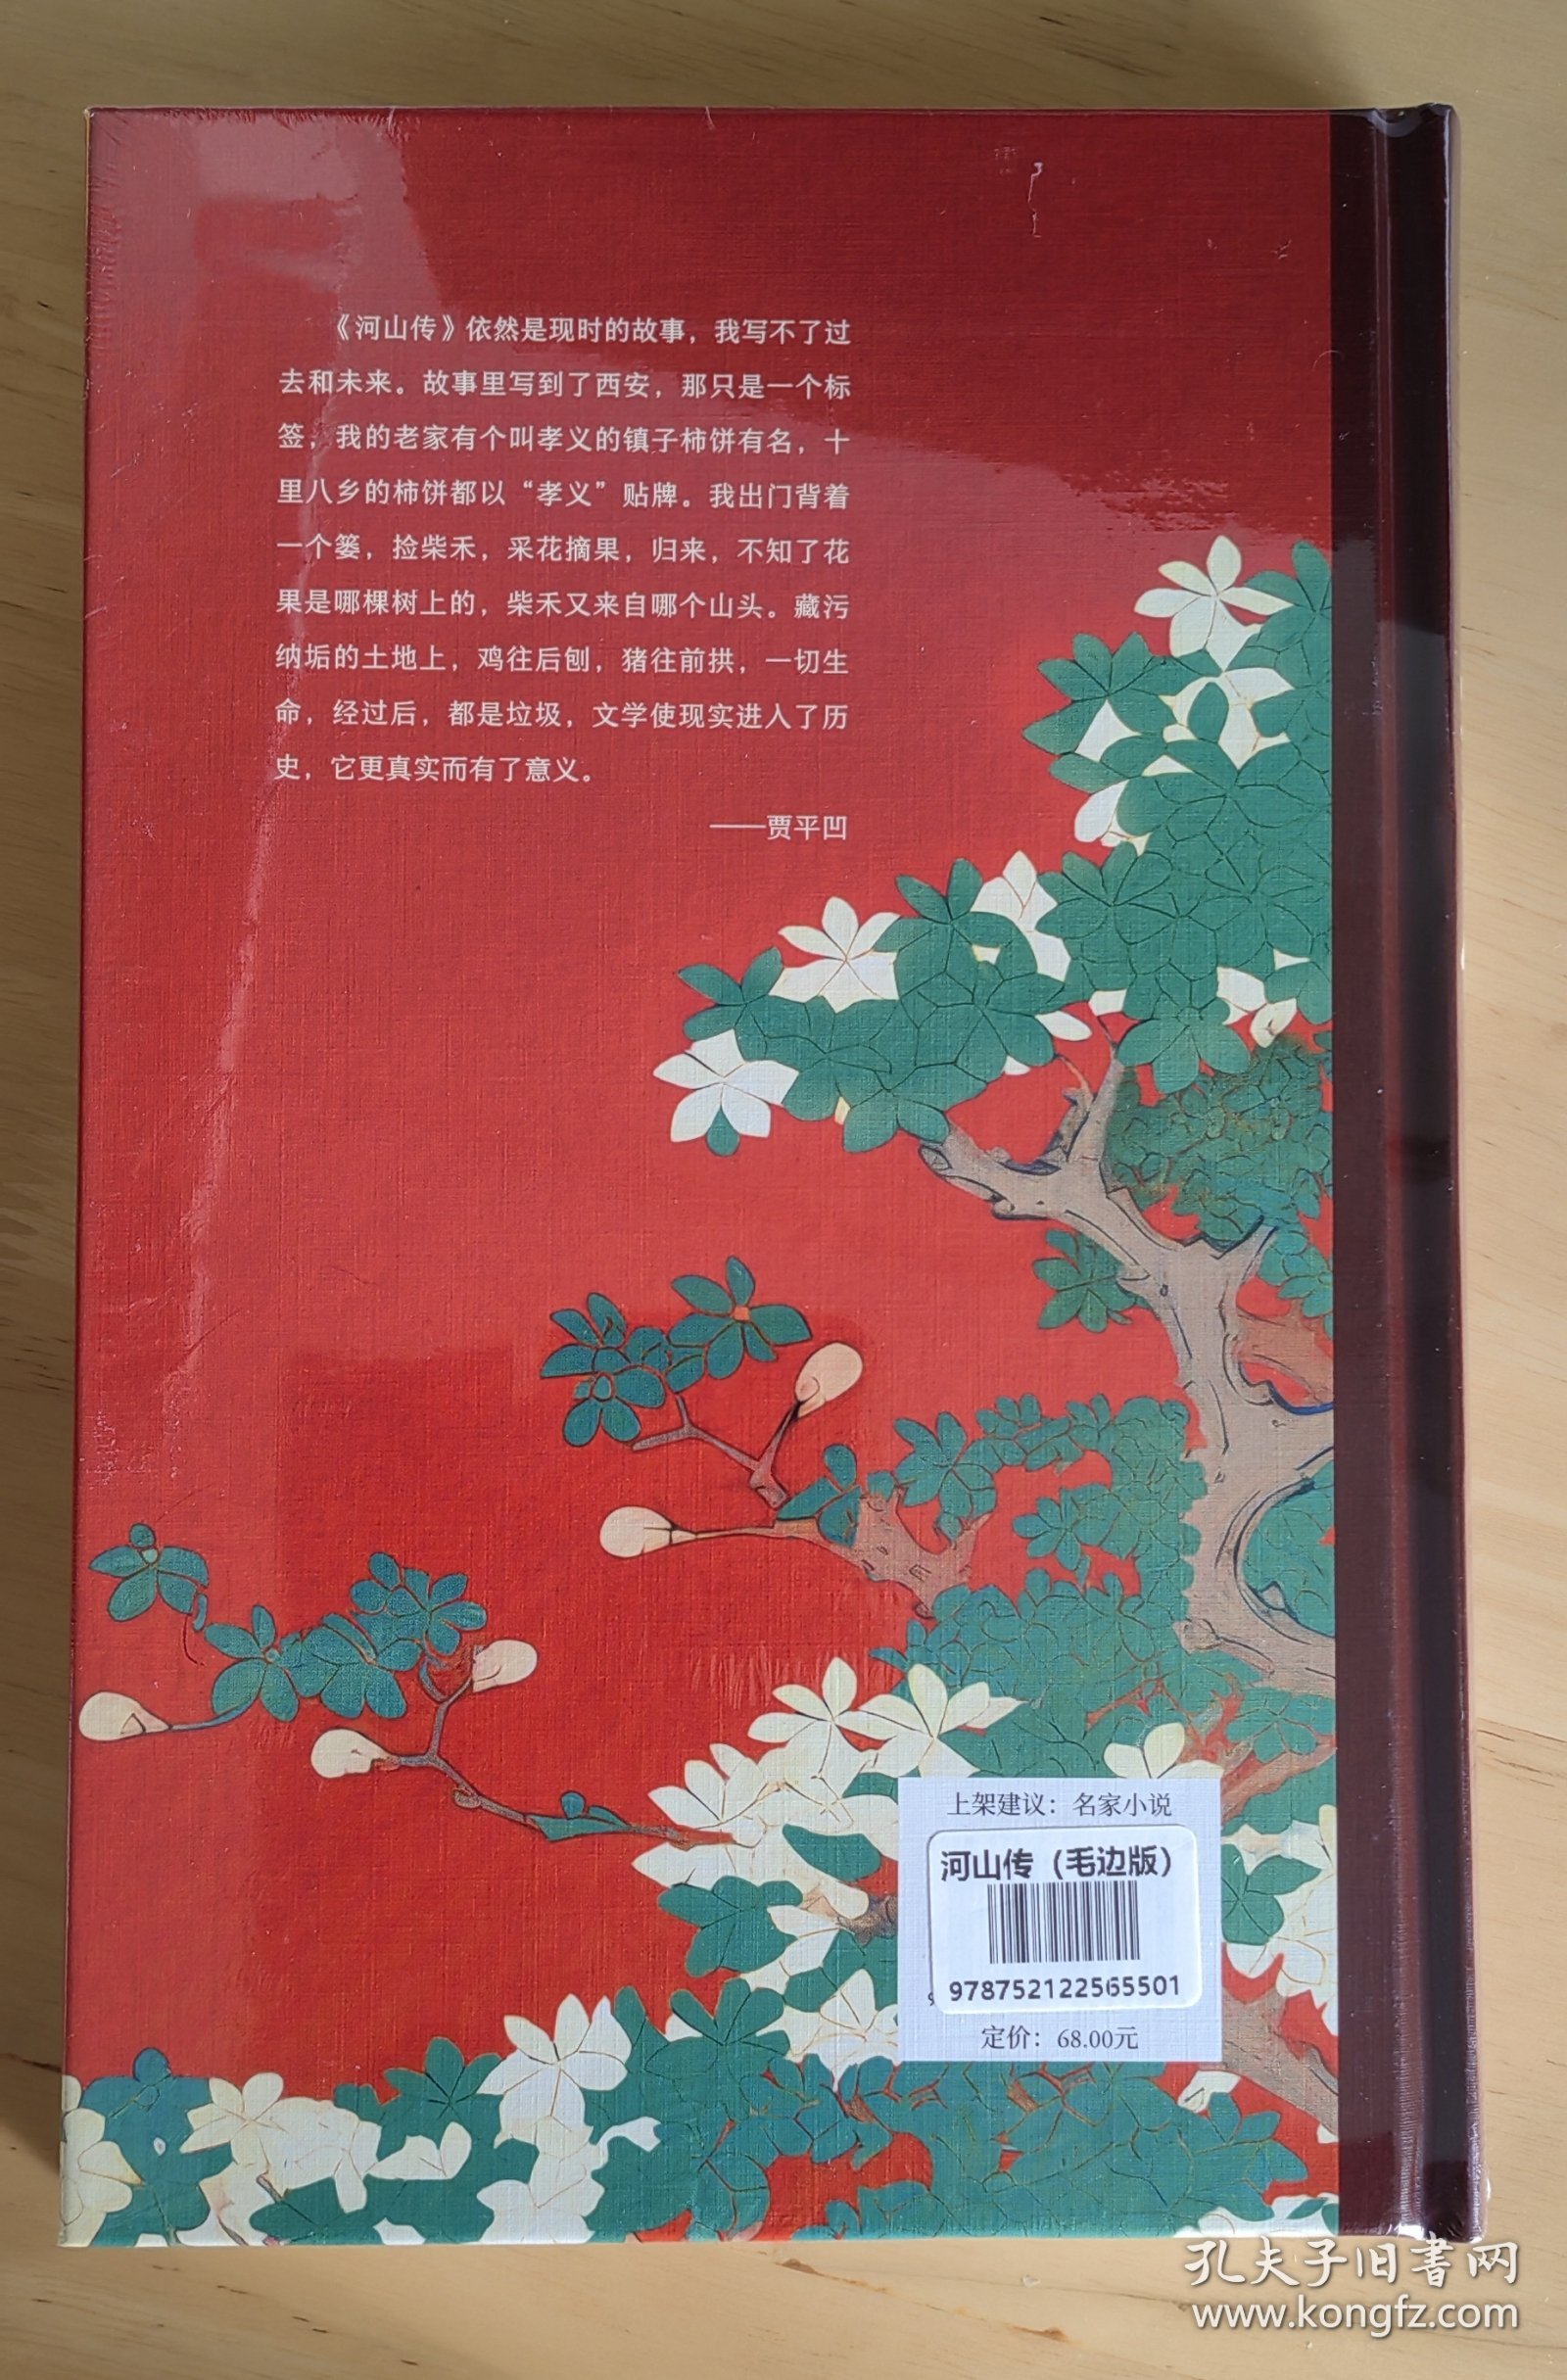 《河山传》依然是现时的故事，我写不了过
去和未来。故事里写到了西安，那只是一个标
签，我的老家有个叫孝义的镇子柿饼有名，十
里八乡的柿饼都以“孝义”贴牌。我出门背着
一个篓，捡柴禾，采花摘果，归来，不知了花
果是哪棵树上的，柴禾又来自哪个山头。藏污
纳垢的土地上，鸡往后刨，猪往前拱，一切生
命，经过后，都是垃圾，文学使现实进入了历
史，它更真实而有了意义。
——贾平凹
上架建议：名家小说
河山传（毛边版）
978752122565501
定价：68.00元
孔夫子旧书网
www.kongfz.com